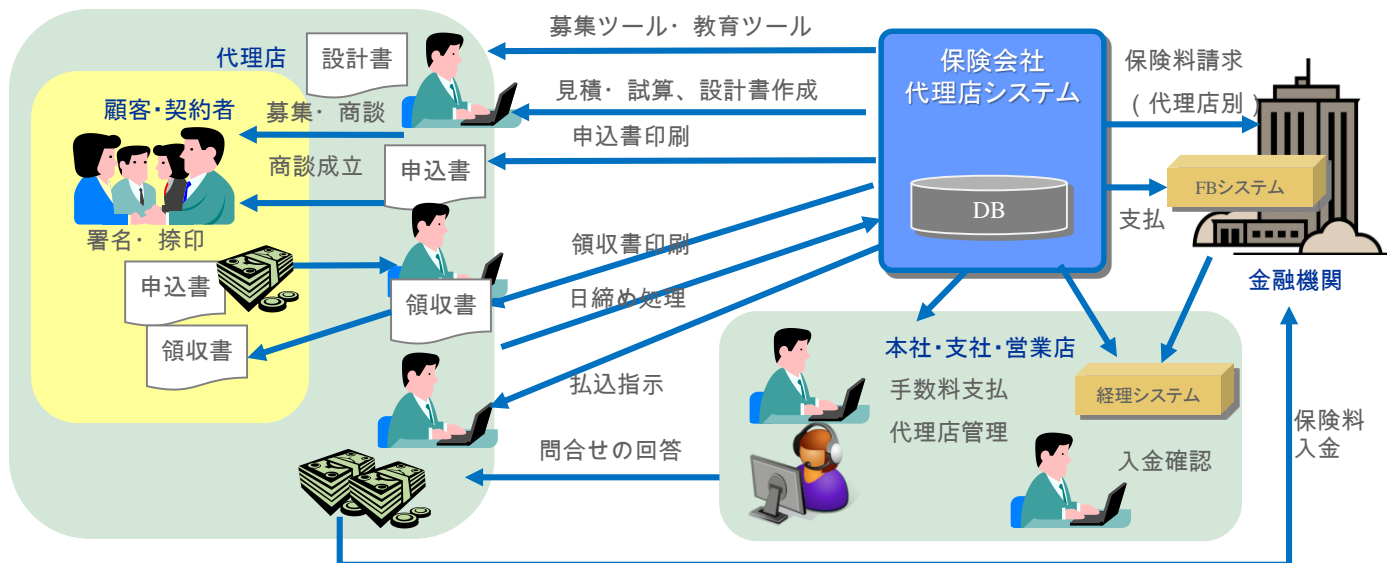 募集ツール・教育ツール
代理店
設計書
保険会社
代理店システム
保険料請求
(代理店別)
見積・試算、設計書作成
顧客・契約者
募集・商談
申込書印刷
商談成立
申込書
FBシステム
DB
支払
署名・捺印
領収書印刷
金融機関
申込書
領収書
日締め処理
領収書
本社・支社・営業店
払込指示
手数料支払
経理システム
代理店管理
保険料
入金
問合せの回答
入金確認